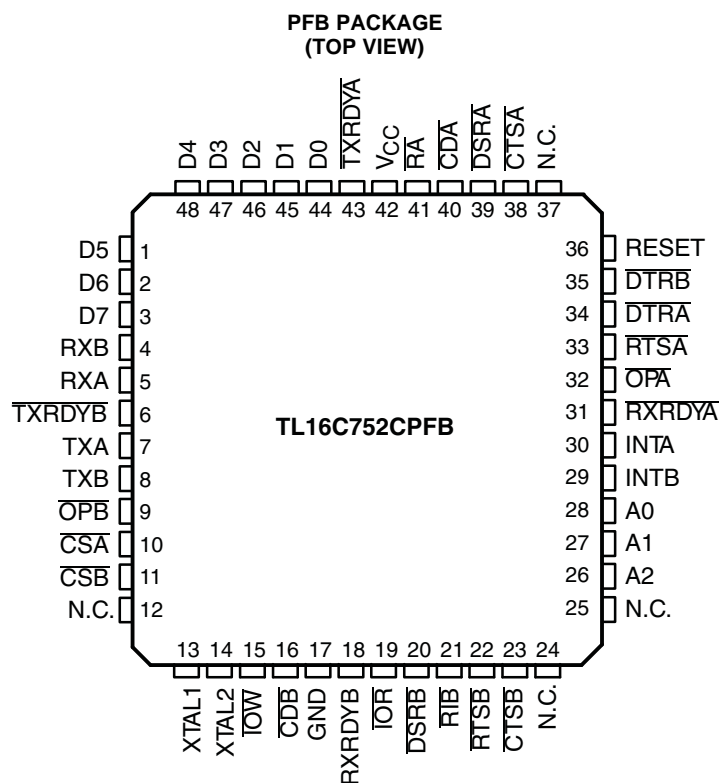 PFB PACKAGE
(TOP VIEW)
D4 D3 D2 D1 D0 TXRDYA VCC RA CDA DSRA CTSA N.C.
48 47 46 45 44 43 42 41 40 39 38 37
D5 1 36 RESET
D6 2 35 DTRB
D7 3 34 DTRA
RXB 4 33 RTSA
RXA 5 32 OPA
TXRDYB 6 31 RXRDYA
TL16C752CPFB
TXA 7 30 INTA
TXB 8 29 INTB
OPB 9 28 A0
CSA 10 27 A1
CSB 11 26 A2
N.C. 12 25 N.C.
13 14 15 16 17 18 19 20 21 22 23 24
XTAL1 XTAL2 IOW CDB GND RXRDYB IOR DSRB RIB RTSB CTSB N.C.